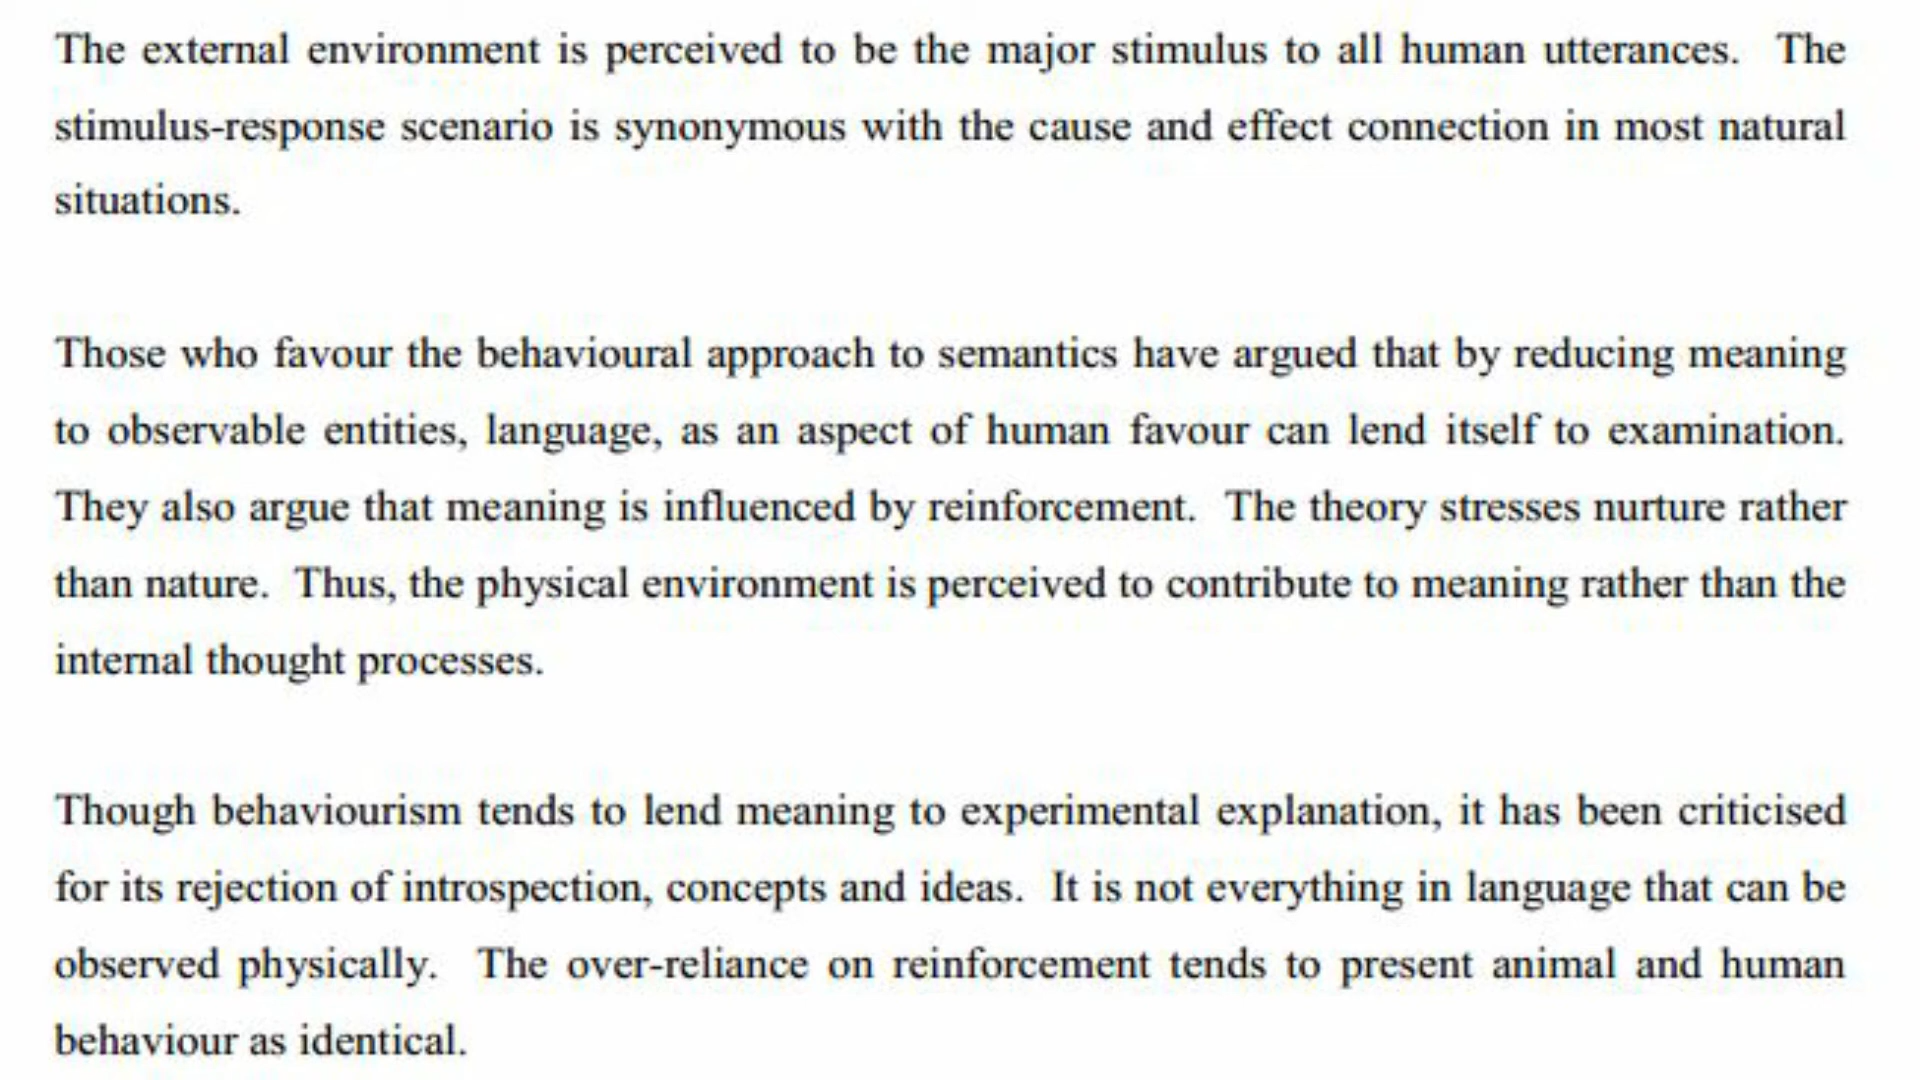 The external environment is perceived to be the major stimulus to all human utterances. The
stimulus-response scenario is synonymous with the cause and effect connection in most natural
situations.
Those who favour the behavioural approach to semantics have argued that by reducing meaning
to observable entities, language, as an aspect of human favour can lend itself to examination.
They also argue that meaning is influenced by reinforcement. The theory stresses nurture rather
than nature. Thus, the physical environment is perceived to contribute to meaning rather than the
internal thought processes.
Though behaviourism tends to lend meaning to experimental explanation, it has been criticised
for its rejection of introspection, concepts and ideas. It is not everything in language that can be
observed physically. The over-reliance on reinforcement tends to present animal and human
behaviour as identical.